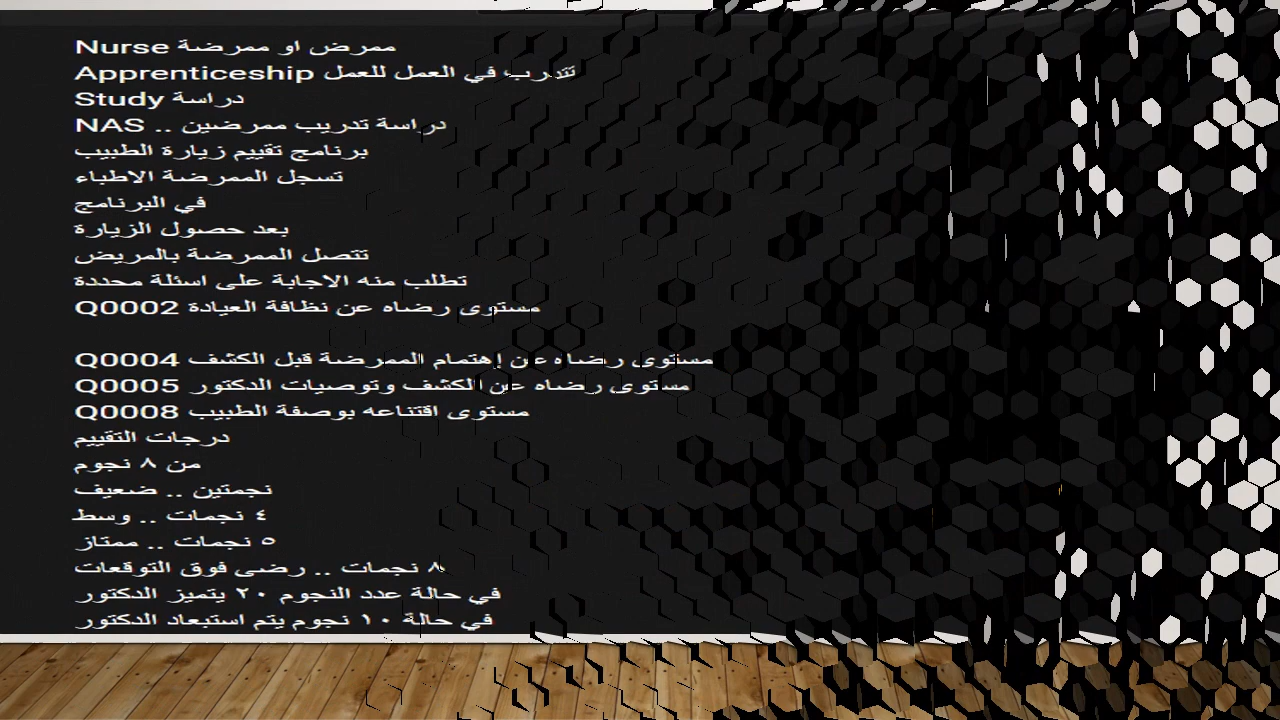 Nurse ممرض او ممرضة
Apprenticeship تتدرب في العمل للعمل
Study دراسة
NAS .. دراسة تدريب ممرضين
برنامج تقييم زيارة الطبيب
تسجل الممرضة الاطباء
في البرنامج
بعد حصول الزيارة
تتصل الممرضة بالمريض
تطلب منه الاجابة على اسئلة محددة
Q0002 مستوى رضاه عن نظافة العيادة
Q0004 مستوى رضاه عن إهتمام الممرضة قبل الكشف
Q0005 مستوى رضاه عن الكشف وتوصيات الدكتور
Q0008 مستوى اقتناعه بوصفة الطبيب
درجات التقييم
من ٨ نجوم
نجمتين .. ضعيف
٤ نجمات .. وسط
٥ نجمات .. ممتاز
٨ نجمات .. رضى فوق التوقعات
في حالة عدد النجوم ٢٠ يتميز الدكتور
في حالة ١٠ نجوم يتم استبعاد الدكتور